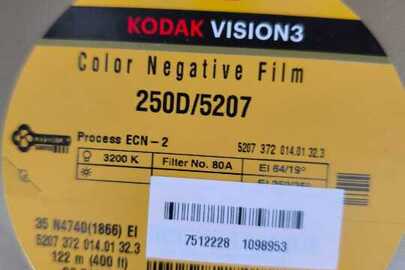 KODAK VISION3
Color Negative Film
250D/5207
Process ECN-2
5207 372 014.01 32.3
3200 K Filter No. 80A EI 64/19°
35 N4740(1866) EI
5207 372 014.01 32.3
122 m (400 ft)
7512228 1098953